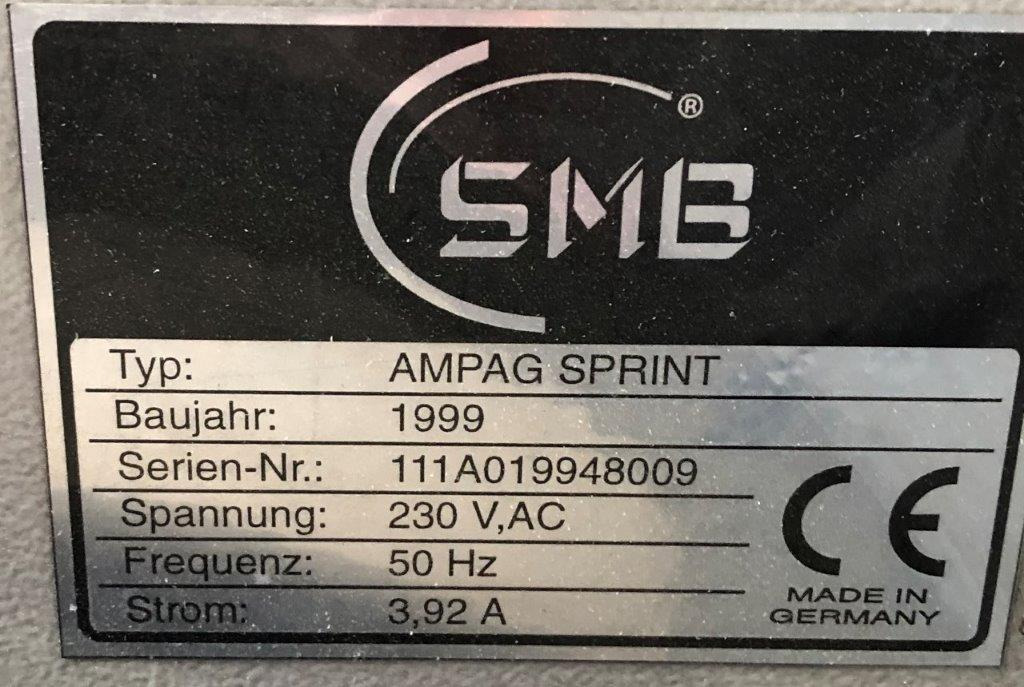 SMB®
Typ: AMPAG SPRINT
Baujahr: 1999
Serien-Nr.: 111A019948009
Spannung: 230 V,AC
Frequenz: 50 Hz
Strom: 3,92 A
CE
MADE IN
GERMANY